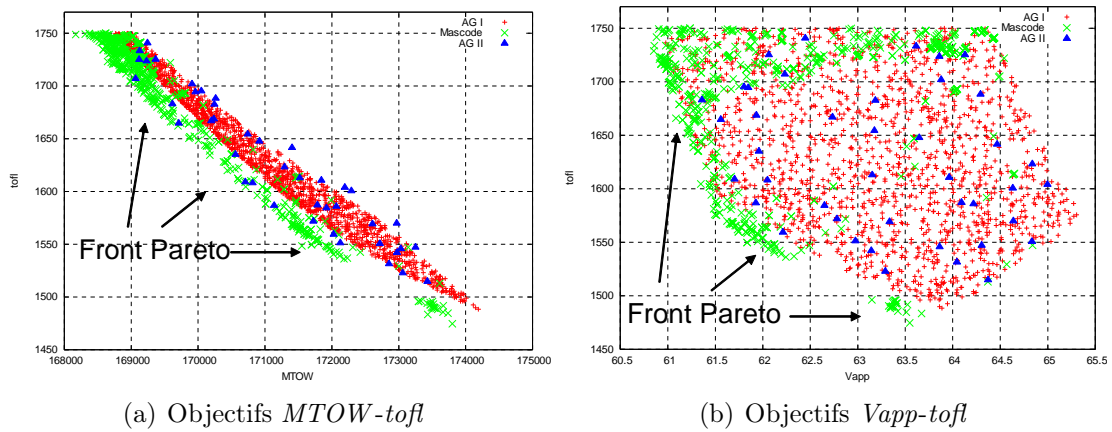 1750
1700
1650
1600
1550
1500
1450
tofl
168000 169000 170000 171000 172000 173000 174000 175000
MTOW
AG I
Mascode
AG II
Front Pareto
(a) Objectifs MTOW-tofl
1750
1700
1650
1600
1550
1500
1450
tofl
60.5 61 61.5 62 62.5 63 63.5 64 64.5 65 65.5
Vapp
AG I
Mascode
AG II
Front Pareto
(b) Objectifs Vapp-tofl